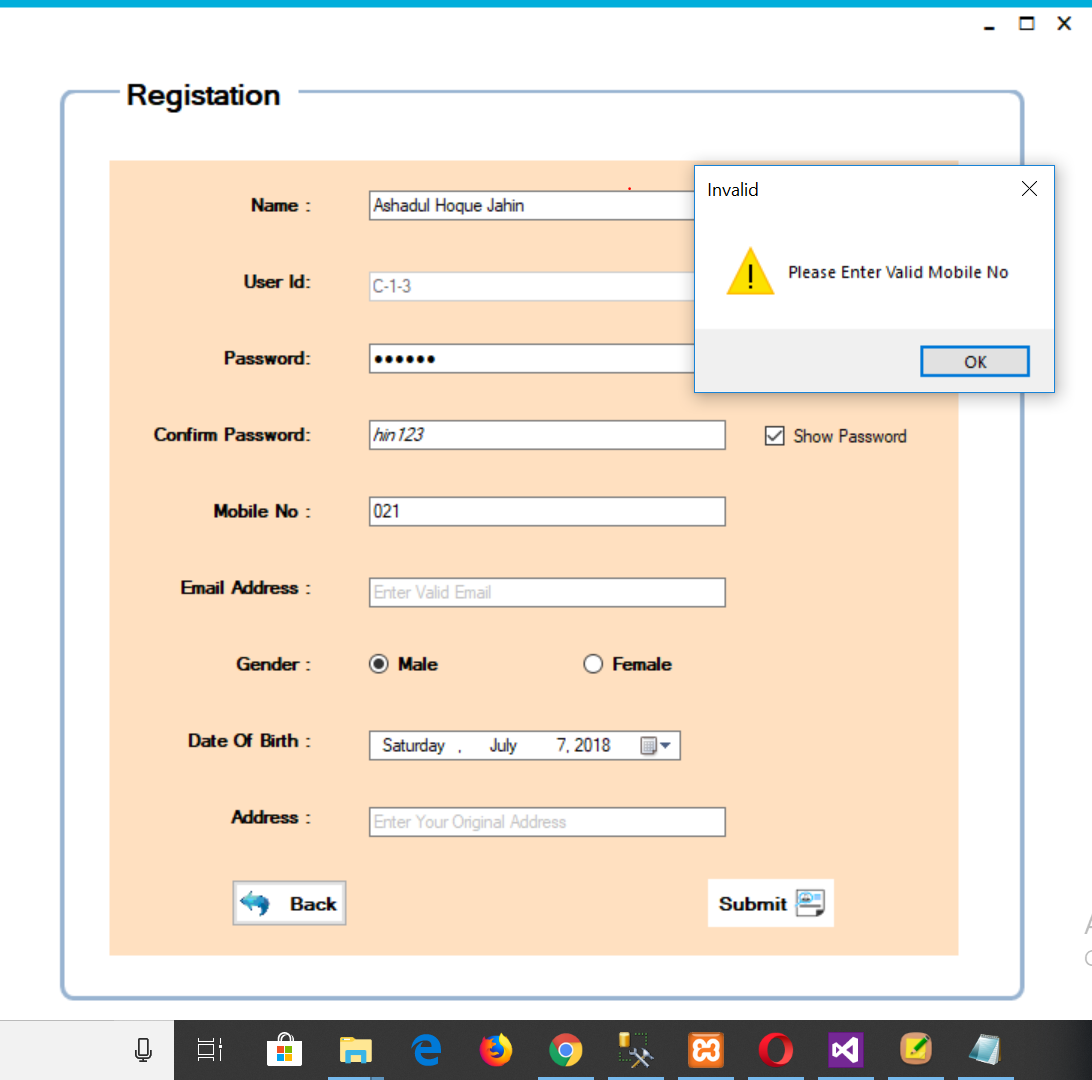 Registation
Invalid
Please Enter Valid Mobile No
OK
Name : Ashadul Hoque Jahin
User Id: C-1-3
Password: ••••••
Confirm Password: hin123
Show Password
Mobile No : 021
Email Address : Enter Valid Email
Gender : Male Female
Date Of Birth : Saturday , July 7, 2018
Address : Enter Your Original Address
Back
Submit